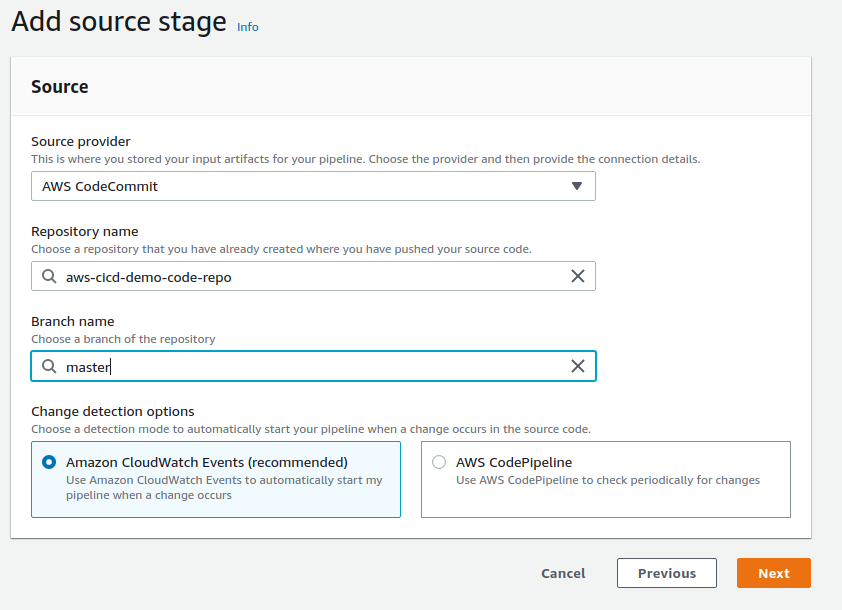 Add source stage Info
Source
Source provider
This is where you stored your input artifacts for your pipeline. Choose the provider and then provide the connection details.
AWS CodeCommit
Repository name
Choose a repository that you have already created where you have pushed your source code.
aws-cicd-demo-code-repo
Branch name
Choose a branch of the repository
master
Change detection options
Choose a detection mode to automatically start your pipeline when a change occurs in the source code.
Amazon CloudWatch Events (recommended)
Use Amazon CloudWatch Events to automatically start my
pipeline when a change occurs
AWS CodePipeline
Use AWS CodePipeline to check periodically for changes
Cancel
Previous
Next